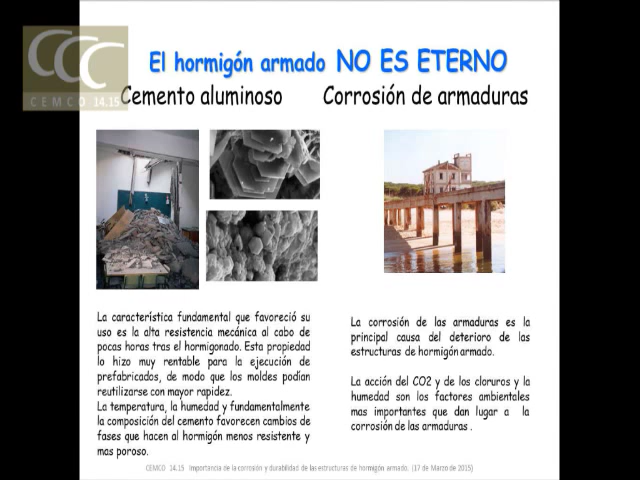 CCC
CEMCO 14.15
El hormigón armado NO ES ETERNO
Cemento aluminoso
Corrosión de armaduras
La característica fundamental que favoreció su
uso es la alta resistencia mecánica al cabo de
pocas horas tras el hormigonado. Esta propiedad
lo hizo muy rentable para la ejecución de
prefabricados, de modo que los moldes podían
reutilizarse con mayor rapidez.
La temperatura, la humedad y fundamentalmente
la composición del cemento favorecen cambios de
fases que hacen al hormigón menos resistente y
mas poroso.
La corrosión de las armaduras es la
principal causa del deterioro de las
estructuras de hormigón armado.
La acción del CO2 y de los cloruros y la
humedad son los factores ambientales
mas importantes que dan lugar a la
corrosión de las armaduras .
CEMCO 14.15 Importancia de la corrosión y durabilidad de las estructuras de hormigón armado. (17 de Marzo de 2015)